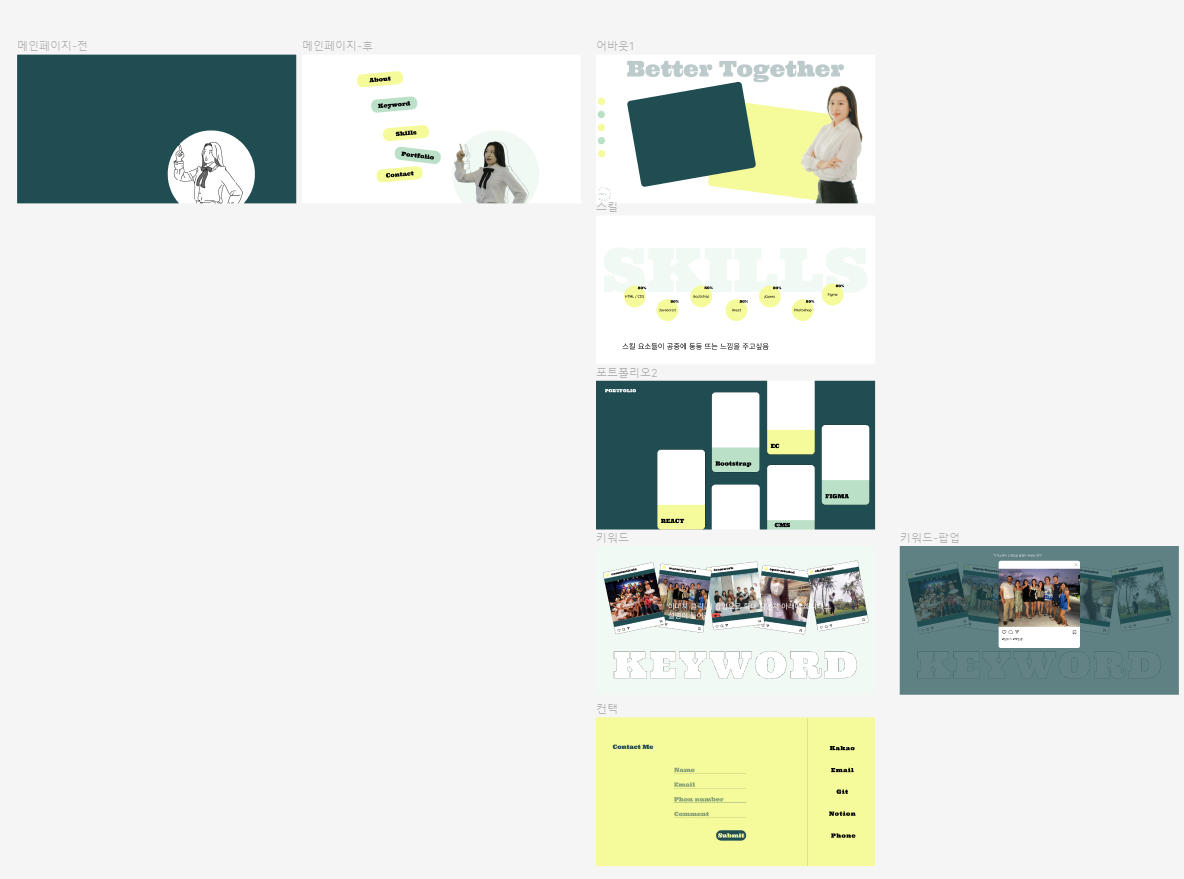 메인페이지-전
메인페이지-후
About
Keyword
Skills
Portfolio
Contact
어바웃1
Better Together
스킬
SKILLS
80%
HTML / CSS
80%
Javascript
80%
Bootstrap
80%
React
80%
jQuery
80%
Photoshop
80%
Figma
스킬 요소들이 공중에 둥둥 뜨는 느낌을 주고싶음
포트폴리오2
PORTFOLIO
EC
Bootstrap
FIGMA
REACT
CMS
키워드
teamwork
challenge
KEYWORD
키워드-팝업
KEYWORD
컨택
Contact Me
Name
Email
Phon number
Comment
Submit
Kakao
Email
Git
Notion
Phone